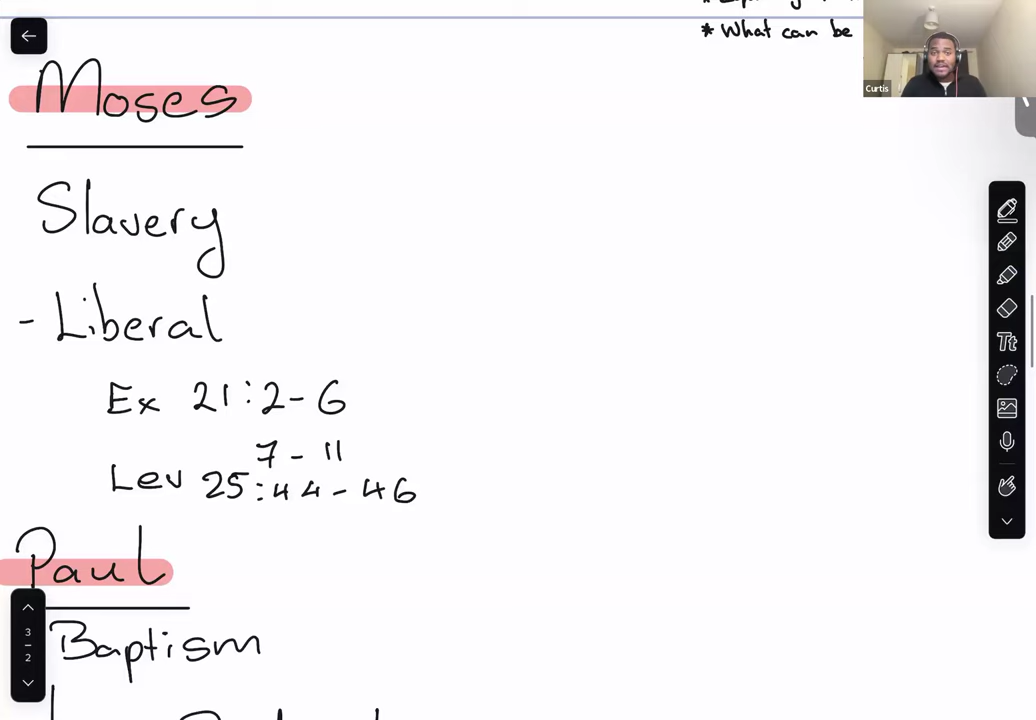 * What can be
Curtis
Moses
Slavery
- Liberal
Ex 21:2-6
7 - 11
Lev 25:44-46
Paul
Baptism
Tt
3
2